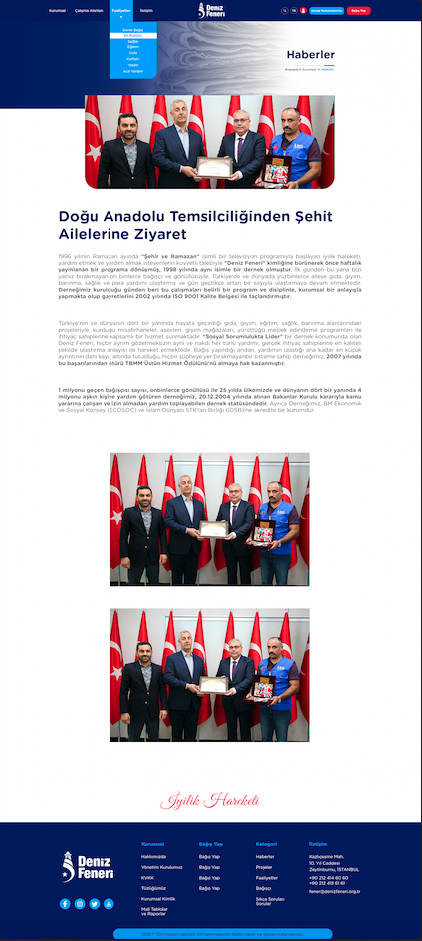 Kurumsal
Çalışma Alanları
Faaliyetler
İletişim
Deniz
Feneri
TR
Bağış Yap
Sağlık
Eğitim
Gıda
Kurban
Yaşam
Acil Yardım
Haberler
Doğu Anadolu Temsilciliğinden Şehit
Ailelerine Ziyaret
1996 yılının Ramazan ayında "Şehir ve Ramazan" isimli bir televizyon programıyla başlayan iyilik hareketi,
yardım etmek ve yardım almak isteyenlerin kuvvetli talebiyle "Deniz Feneri" kimliğine bürünerek önce haftalık
yayınlanan bir programa dönüşmüş, 1998 yılında aynı isimle bir dernek olmuştur. İlk günden bu yana bizi
yalnız bırakmayan on binlerce bağışçı ve gönüllüsüyle, Türkiye'de ve dünyada yüzbinlerce aileye gıda, giyim,
barınma, sağlık ve para yardımı ulaştırmış ve gün geçtikçe artan bir sayıyla ulaştırmaya devam etmektedir.
Derneğimiz kurulduğu günden beri bu çalışmaları belirli bir program ve disiplinle, kurumsal bir anlayışla
yapmakta olup gayretlerini 2002 yılında ISO 9001 Kalite Belgesi ile taçlandırmıştır.
Türkiye'nin ve dünyanın dört bir yanında hayata geçirdiği gıda, giyim, eğitim, sağlık, barınma alanlarındaki
projeleriyle, kurduğu misafirhaneler, aşevleri, giyim mağazaları, yürüttüğü meslek edindirme programları ile
ihtiyaç sahiplerine kapsamlı bir hizmet sunmaktadır. "Sosyal Sorumlulukta Lider" bir dernek konumunda olan
Deniz Feneri, hiçbir ayrım gözetmeksizin ayni ve nakdi her türlü yardımı, gerçek ihtiyaç sahiplerine en kaliteli
şekilde ulaştırma anlayışı ile hareket etmektedir. Bağış yapıldığı andan, yardımın ulaştığı ana kadar en küçük
ayrıntının dahi kayıt altında tutulduğu, hiçbir şüpheye yer bırakmayan bir sisteme sahip derneğimiz, 2007 yılında
bu başarılarından ötürü TBMM Üstün Hizmet Ödülünü'nü almaya hak kazanmıştır.
1 milyonu geçen bağışçısı sayısı, onbinlerce gönüllüsü ile 25 yılda ülkemizde ve dünyanın dört bir yanında 4
milyonu aşkın kişiye yardım götüren derneğimiz, 20.12.2004 yılında alınan Bakanlar Kurulu kararıyla kamu
yararına çalışan ve izin almadan yardım toplayabilen dernek statüsündedir. Ayrıca Derneğimiz, BM Ekonomik
ve Sosyal Konsey (ECOSOC) ve İslam Dünyası STK'ları Birliği (IDSB)'ne akredite bir kurumdur.
İyilik Hareketi
Deniz
Feneri
Kurumsal
Hakkımızda
Yönetim Kurulumuz
KVKK
Tüzüğümüz
Kurumsal Kimlik
Mali Tablolar
ve Raporlar
Bağış Yap
Bağış Yap
Bağış Yap
Bağış Yap
Bağış Yap
Kategori
Haberler
Projeler
Faaliyetler
Bağışçı
Sıkça Sorulan
Sorular
İletişim
Kazlıçeşme Mah.
10. Yıl Caddesi
Zeytinburnu, İSTANBUL
+90 212 414 60 60
+90 212 415 61 61
fener@denizfeneri.org.tr